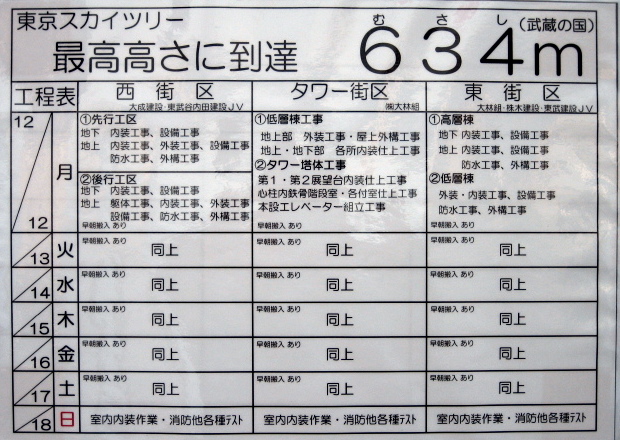 東京スカイツリー
最高高さに到達
む さ し
634m
(武蔵の国)
工程表 西街区 タワー街区 東街区
大成建設・東武谷内田建設JV ㈱大林組 大林組・株木建設・東武建設JV
12
12
月
①先行工区
地下 内装工事、設備工事
地上 内装工事、外装工事、設備工事
防水工事、外構工事
②後行工区
地下 内装工事、設備工事
地上 躯体工事、内装工事、外装工事
設備工事、防水工事、外構工事
早朝搬入 あり
①低層棟工事
地上部 外装工事・屋上外構工事
地上・地下部 各所内装仕上工事
②タワー塔体工事
第1・第2展望台内装仕上工事
心柱内鉄骨階段室・各付室仕上工事
本設エレベーター組立工事
早朝搬入 あり
①高層棟
地下 内装工事、設備工事
地上 内装工事、設備工事
防水工事、外構工事
②低層棟
外装・内装工事、設備工事
防水工事、外構工事
早朝搬入 あり
13 火 早朝搬入 あり 同上 早朝搬入 あり 同上 早朝搬入 あり 同上
14 水 早朝搬入 あり 同上 早朝搬入 あり 同上 早朝搬入 あり 同上
15 木 早朝搬入 あり 同上 早朝搬入 あり 同上 早朝搬入 あり 同上
16 金 早朝搬入 あり 同上 早朝搬入 あり 同上 早朝搬入 あり 同上
17 土 早朝搬入 あり 同上 早朝搬入 あり 同上 早朝搬入 あり 同上
18 日 室内内装作業・消防他各種テスト 室内内装作業・消防他各種テスト 室内内装作業・消防他各種テスト